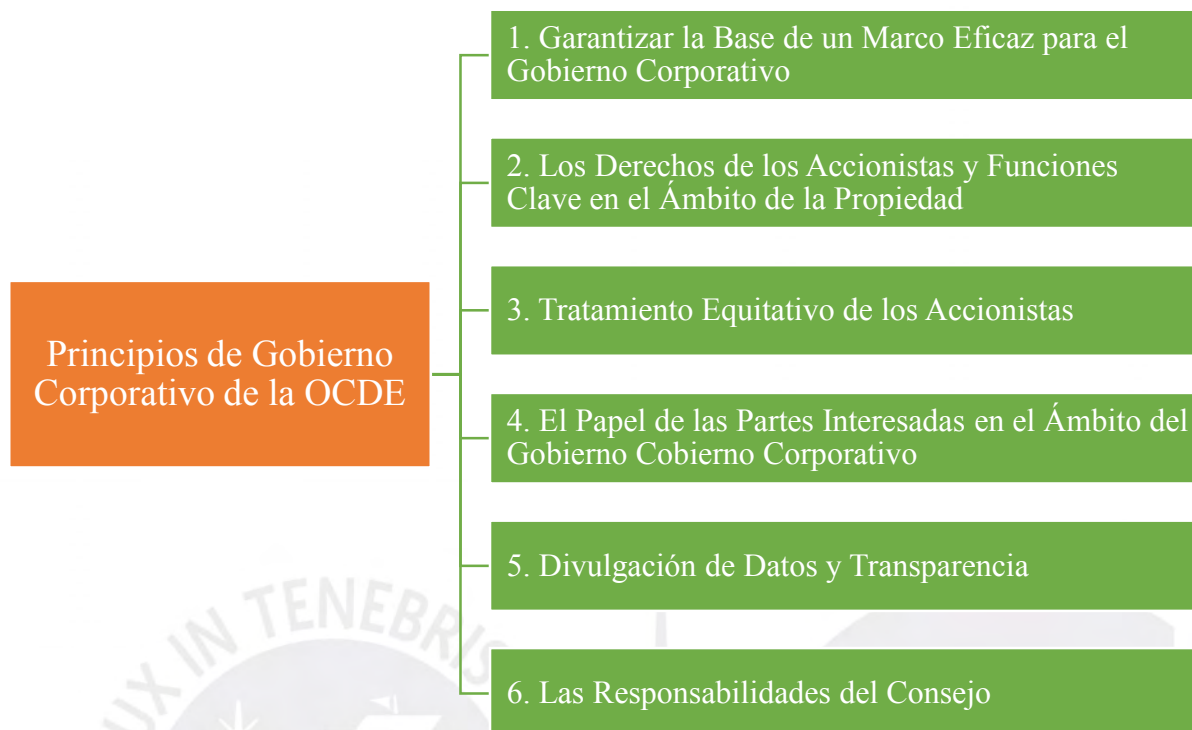 1. Garantizar la Base de un Marco Eficaz para el
Gobierno Corporativo
2. Los Derechos de los Accionistas y Funciones
Clave en el Ámbito de la Propiedad
3. Tratamiento Equitativo de los Accionistas
Principios de Gobierno
Corporativo de la OCDE
4. El Papel de las Partes Interesadas en el Ámbito del
Gobierno Cobierno Corporativo
5. Divulgación de Datos y Transparencia
6. Las Responsabilidades del Consejo
UX IN TENEBRIS